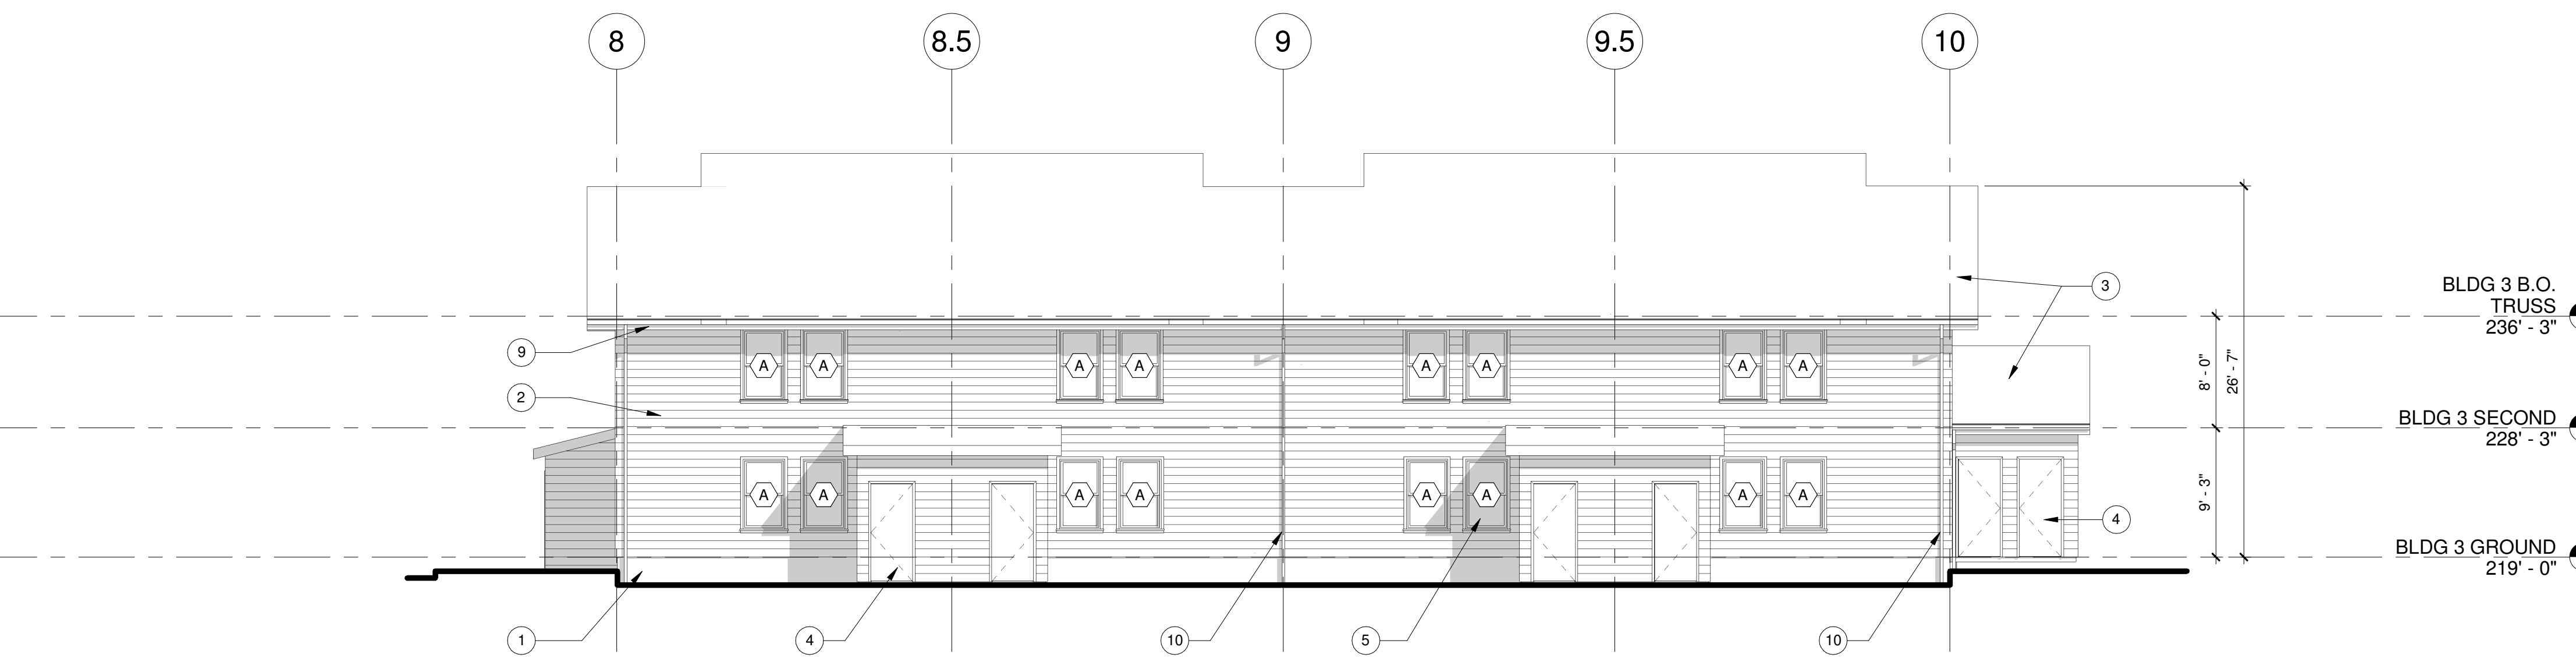 8 8.5 9 9.5 10
3
BLDG 3 B.O.
TRUSS
236' - 3"
9
A A A A A A A A
8' - 0"
26' - 7"
2
BLDG 3 SECOND
228' - 3"
A A A A A A A A
9' - 3"
4
BLDG 3 GROUND
219' - 0"
1 4 10 5 10